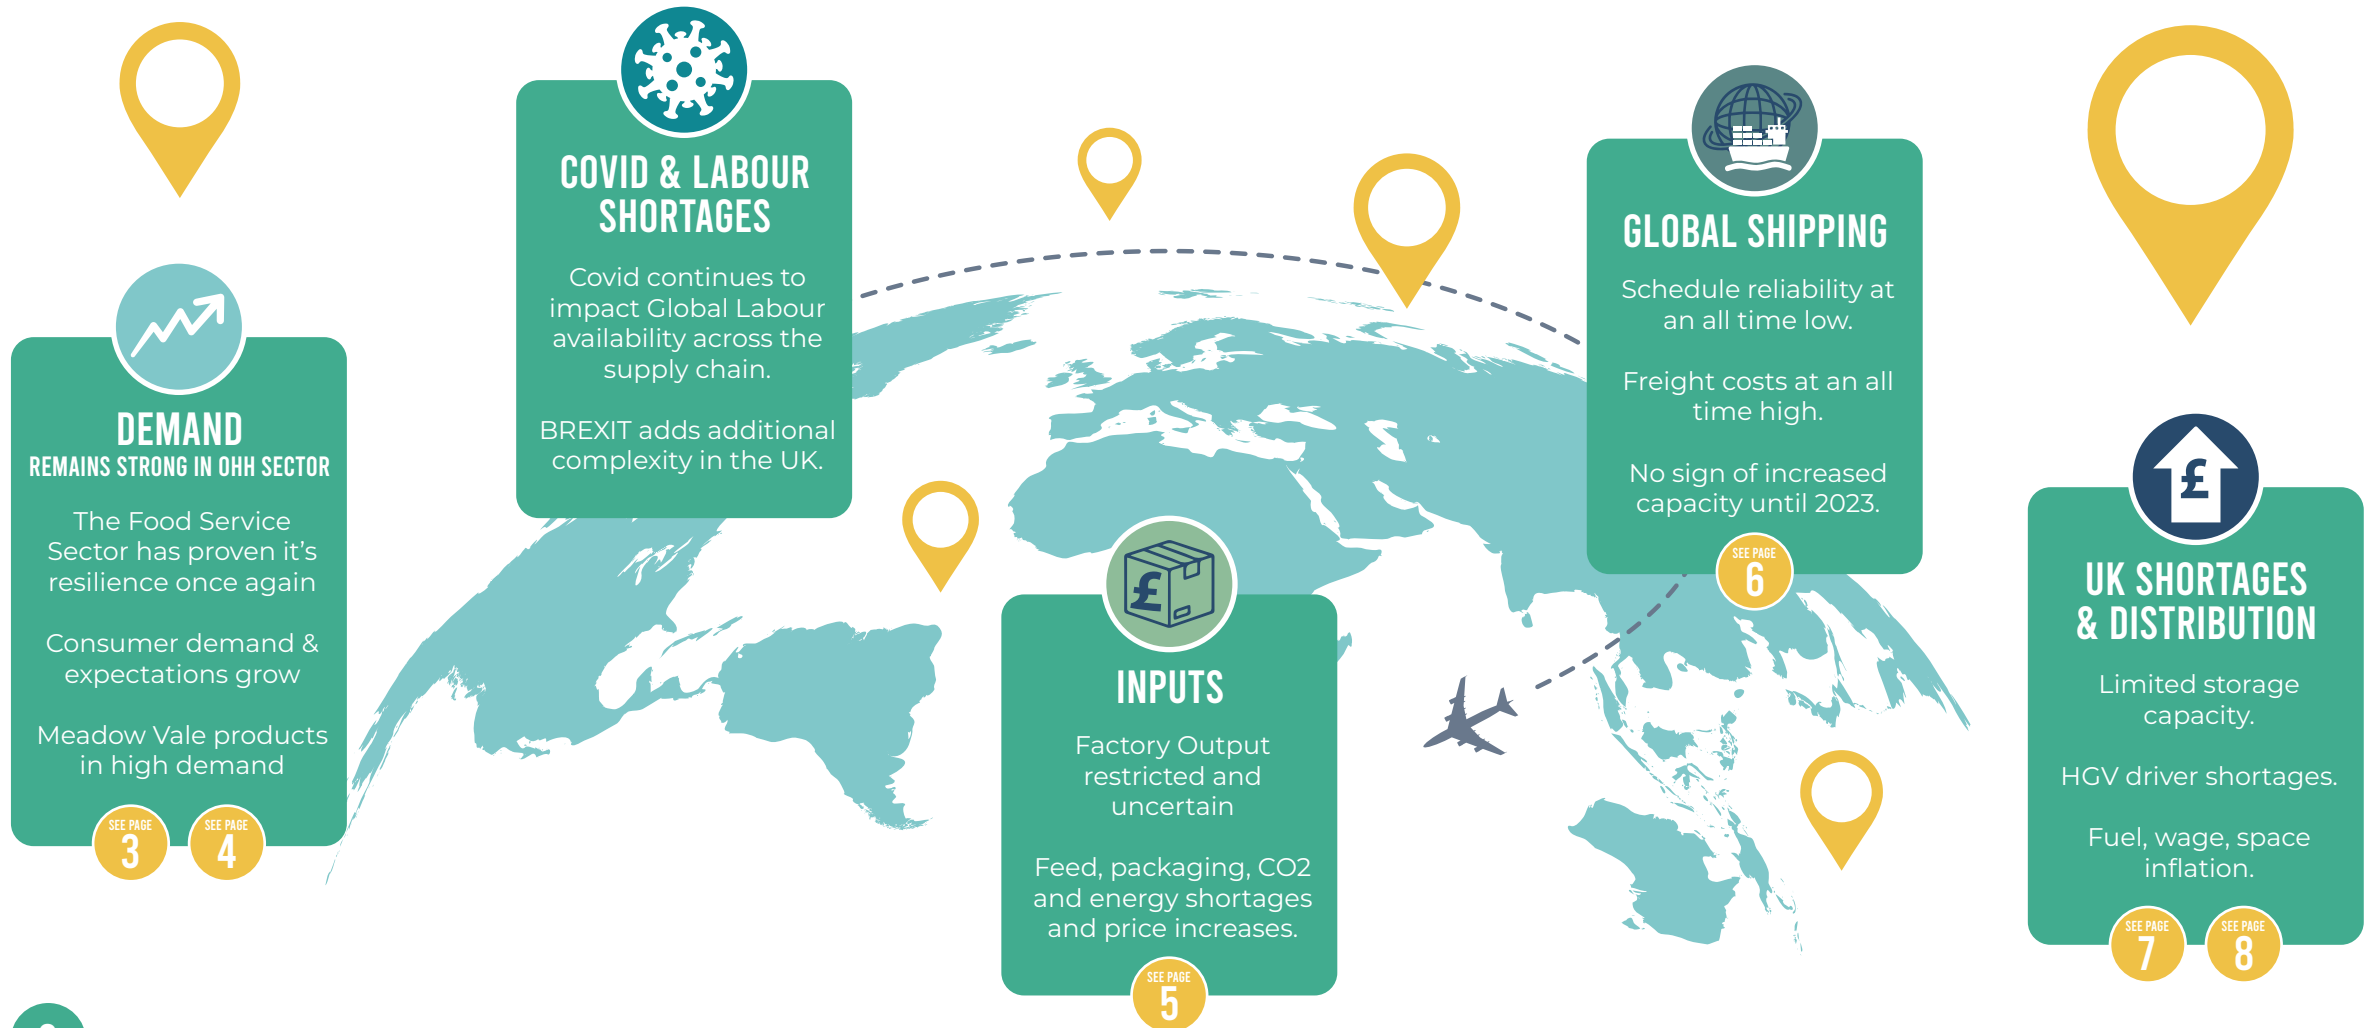 DEMAND
REMAINS STRONG IN OHH SECTOR
The Food Service
Sector has proven it's
resilience once again
Consumer demand &
expectations grow
Meadow Vale products
in high demand
SEE PAGE
3
SEE PAGE
4
COVID & LABOUR
SHORTAGES
Covid continues to
impact Global Labour
availability across the
supply chain.
BREXIT adds additional
complexity in the UK.
£
INPUTS
Factory Output
restricted and
uncertain
Feed, packaging, CO2
and energy shortages
and price increases.
SEE PAGE
5
GLOBAL SHIPPING
Schedule reliability at
an all time low.
Freight costs at an all
time high.
No sign of increased
capacity until 2023.
SEE PAGE
6
£
UK SHORTAGES
& DISTRIBUTION
Limited storage
capacity.
HGV driver shortages.
Fuel, wage, space
inflation.
SEE PAGE
7
SEE PAGE
8